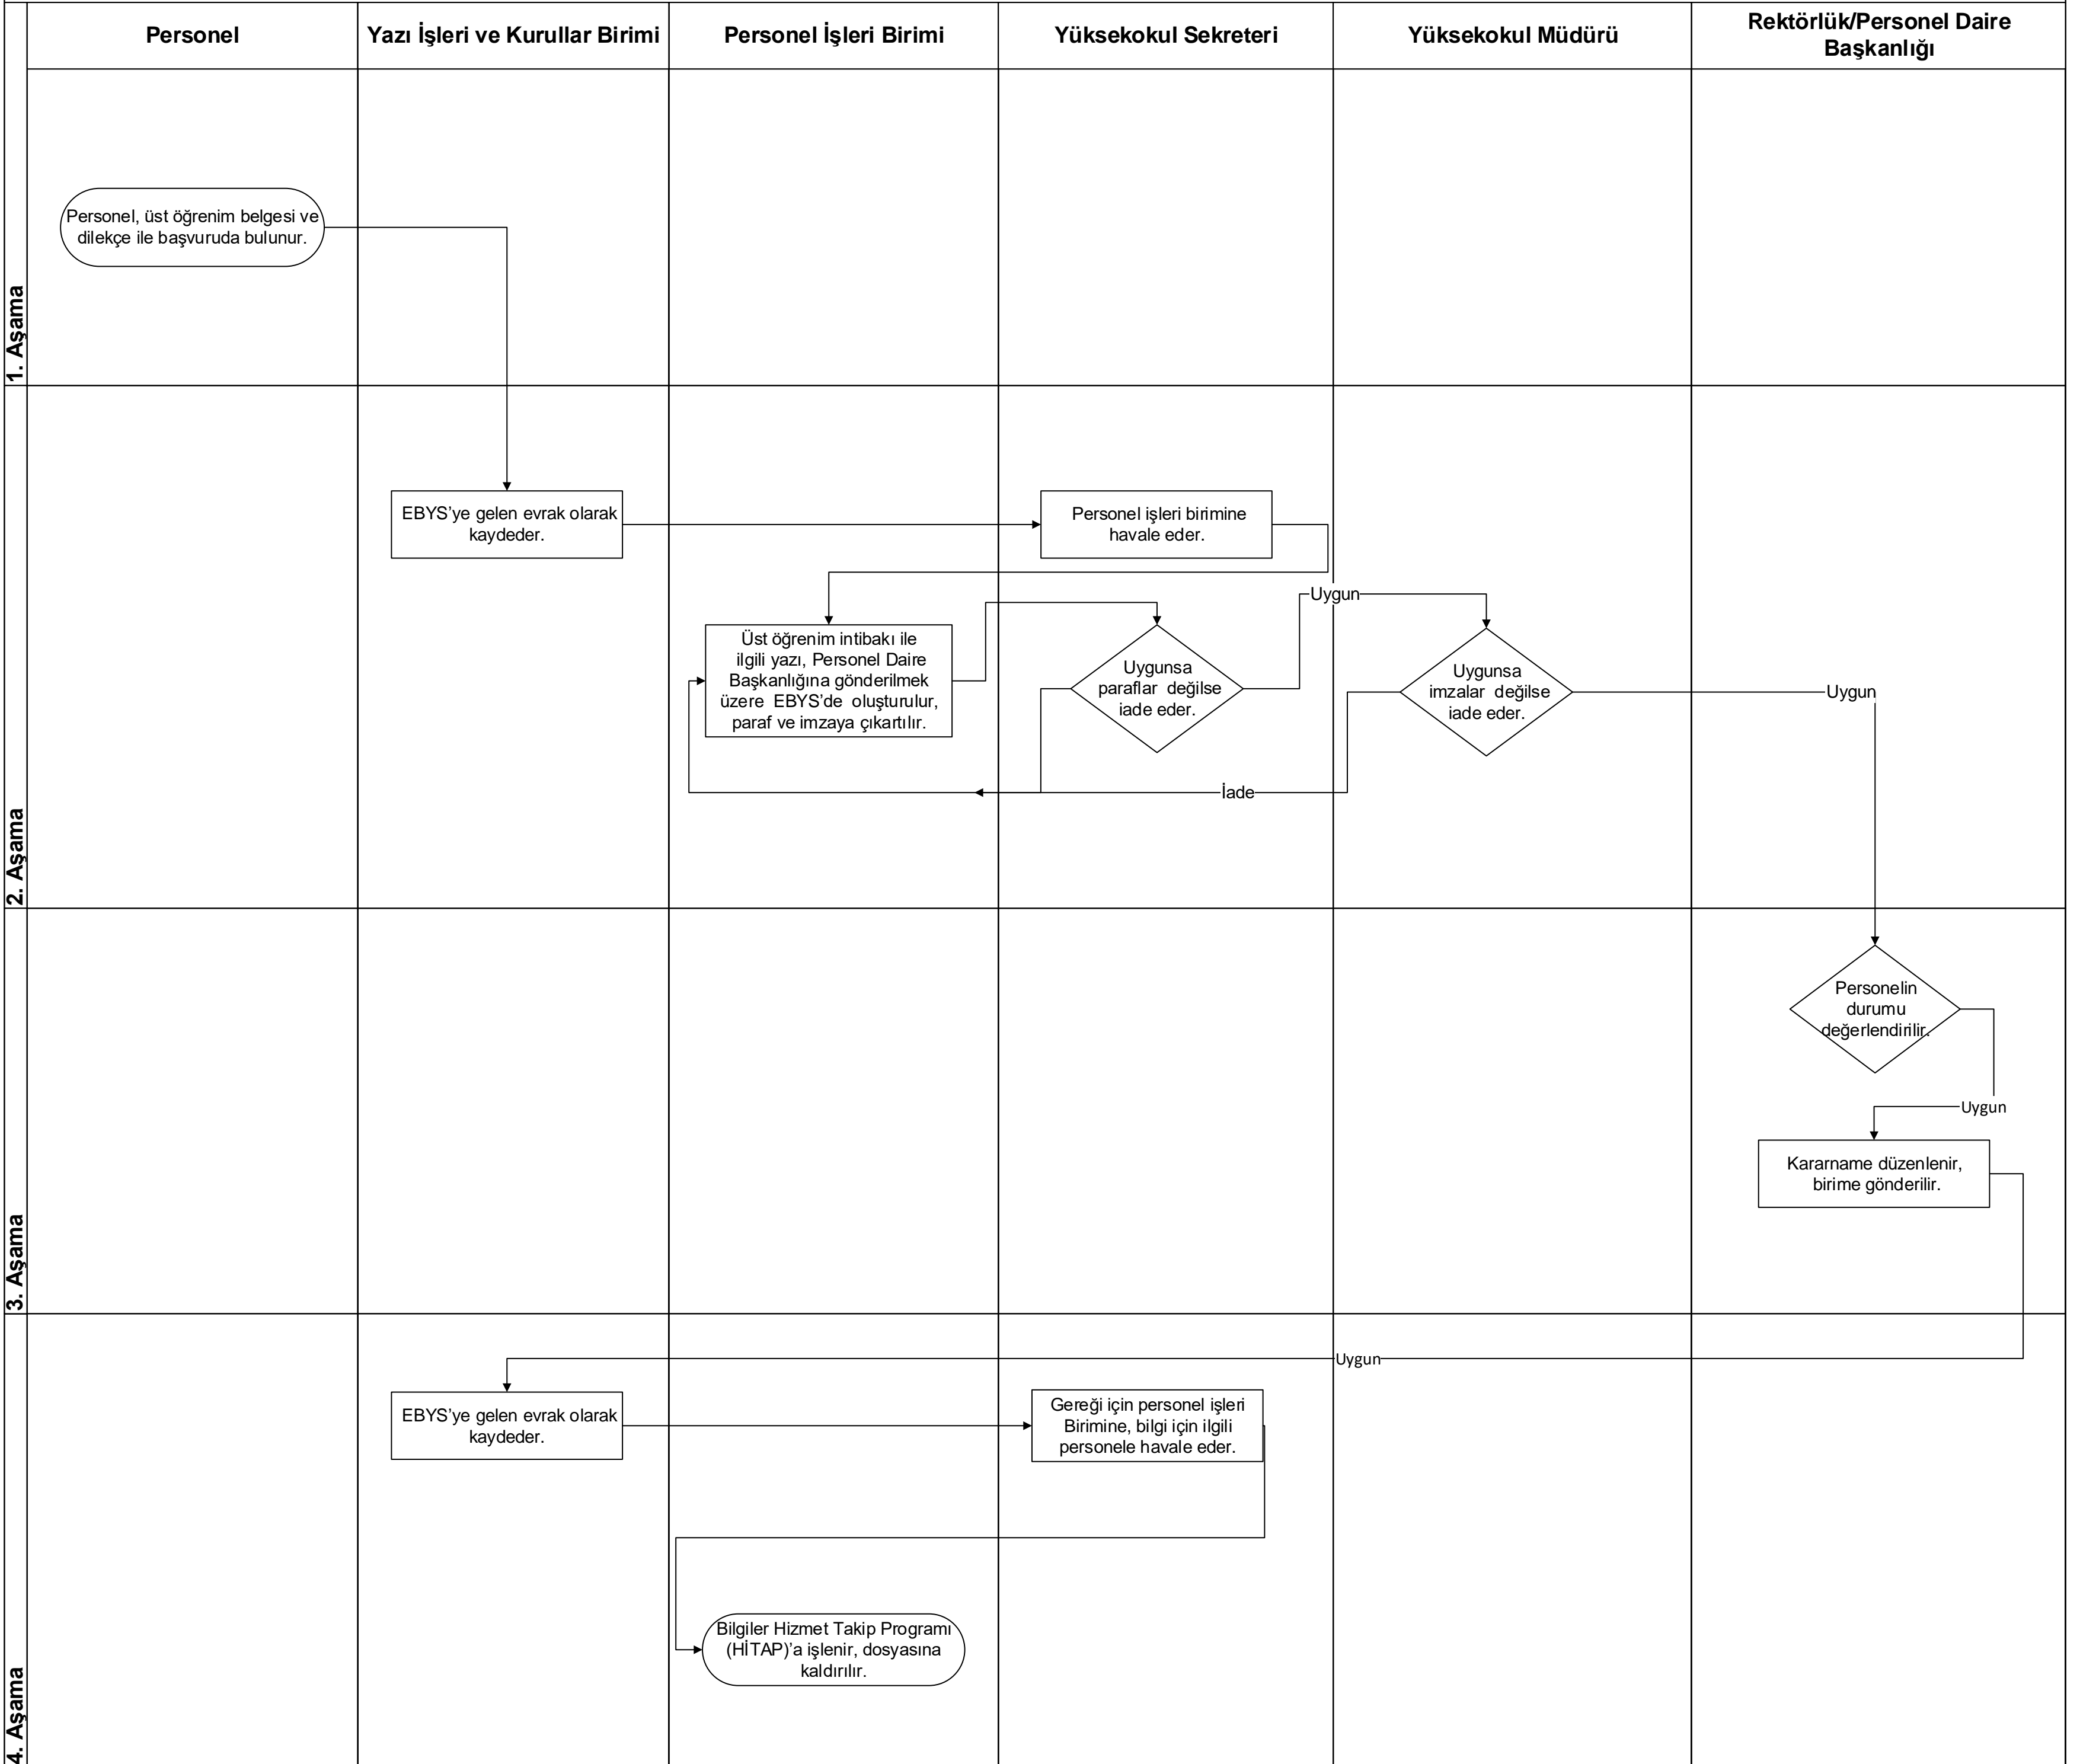 Personel
Yazı İşleri ve Kurullar Birimi
Personel İşleri Birimi
Yüksekokul Sekreteri
Yüksekokul Müdürü
Rektörlük/Personel Daire
Başkanlığı
1. Aşama
Personel, üst öğrenim belgesi ve
dilekçe ile başvuruda bulunur.
2. Aşama
EBYS’ye gelen evrak olarak
kaydeder.
Personel işleri birimine
havale eder.
Üst öğrenim intibakı ile
ilgili yazı, Personel Daire
Başkanlığına gönderilmek
üzere EBYS’de oluşturulur,
paraf ve imzaya çıkartılır.
Uygunsa
paraflar değilse
iade eder.
Uygun
Uygunsa
imzalar değilse
iade eder.
Uygun
İade
3. Aşama
Personelin
durumu
değerlendirilir.
Uygun
Kararname düzenlenir,
birime gönderilir.
4. Aşama
Uygun
EBYS’ye gelen evrak olarak
kaydeder.
Gereği için personel işleri
Birimine, bilgi için ilgili
personele havale eder.
Bilgiler Hizmet Takip Programı
(HİTAP)’a işlenir, dosyasına
kaldırılır.